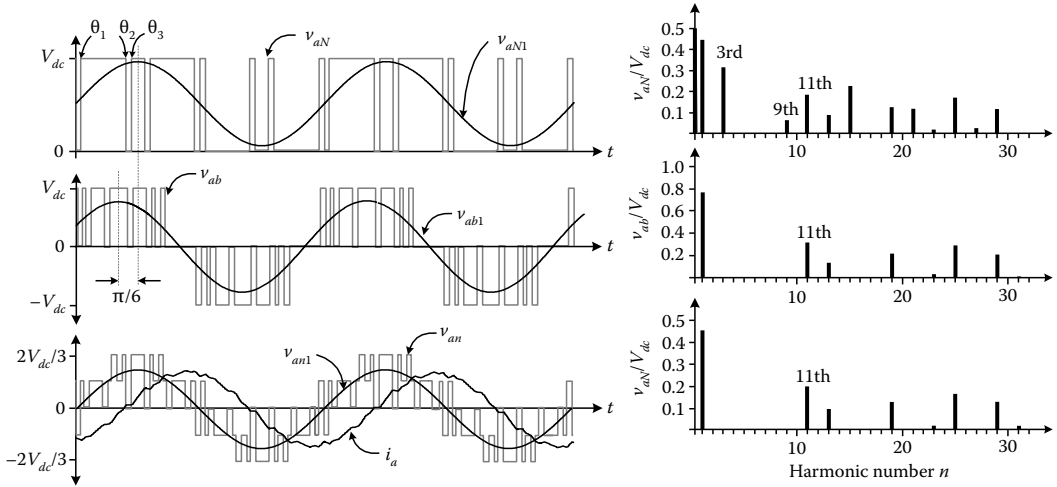 θ1 θ2 θ3
Vdc
0
vaN
vaN1
t
Vdc
0
−Vdc
vab
vab1
t
π/6
2Vdc/3
0
−2Vdc/3
van1
van
ia
t
vaN/Vdc
0.5
0.4
0.3
0.2
0.1
3rd
9th
11th
10 20 30
vab/Vdc
1.0
0.8
0.6
0.4
0.2
11th
10 20 30
vaN/Vdc
0.5
0.4
0.3
0.2
0.1
11th
10 20 30
Harmonic number n